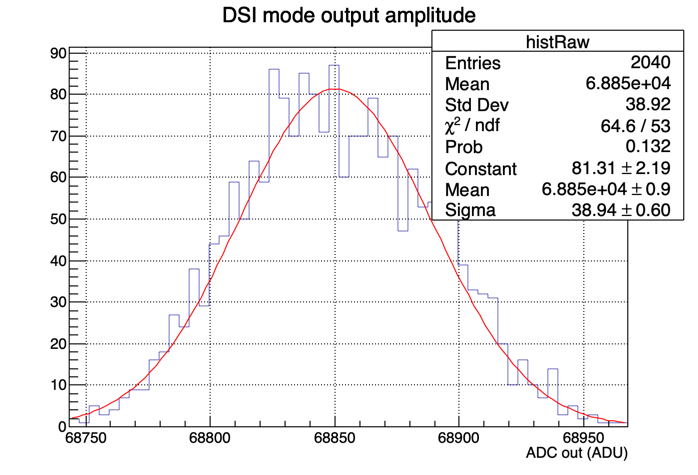 DSI mode output amplitude
histRaw
Entries 2040
Mean 6.885e+04
Std Dev 38.92
χ² / ndf 64.6 / 53
Prob 0.132
Constant 81.31 ± 2.19
Mean 6.885e+04 ± 0.9
Sigma 38.94 ± 0.60
90
80
70
60
50
40
30
20
10
0
68750 68800 68850 68900 68950
ADC out (ADU)